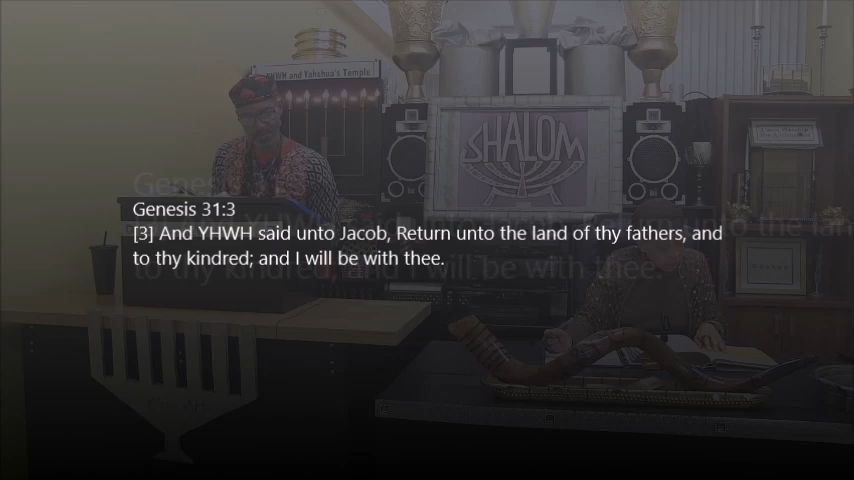 YHWH and Yahshua's Temple
SHALOM
Genesis 31:3
[3] And YHWH said unto Jacob, Return unto the land of thy fathers, and
to thy kindred; and I will be with thee.